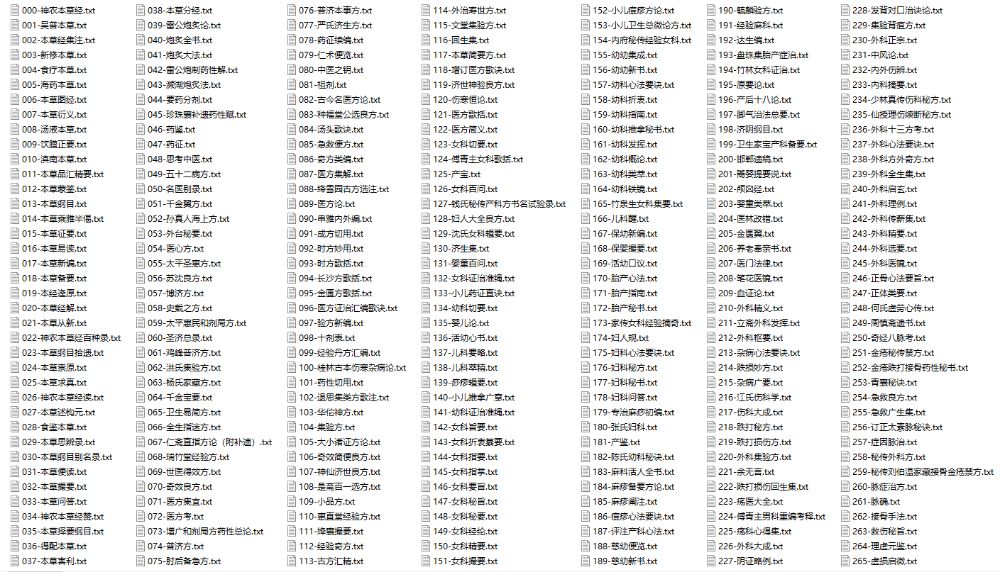 000-神农本草经.txt
001-吴普本草.txt
002-本草经集注.txt
003-新修本草.txt
004-食疗本草.txt
005-海药本草.txt
006-本草图经.txt
007-本草衍义.txt
008-汤液本草.txt
009-饮膳正要.txt
010-滇南本草.txt
011-本草品汇精要.txt
012-本草蒙筌.txt
013-本草纲目.txt
014-本草乘雅半偈.txt
015-本草征要.txt
016-本草易读.txt
017-本草新编.txt
018-本草备要.txt
019-本经逢原.txt
020-本草经解.txt
021-本草从新.txt
022-神农本草经百种录.txt
023-本草纲目拾遗.txt
024-本草崇原.txt
025-本草求真.txt
026-神农本草经读.txt
027-本草述钩元.txt
028-食鉴本草.txt
029-本草思辨录.txt
030-本草纲目别名录.txt
031-本草便读.txt
032-本草撮要.txt
033-本草问答.txt
034-神农本草经赞.txt
035-本草择要纲目.txt
036-得配本草.txt
037-本草害利.txt
038-本草分经.txt
039-雷公炮炙论.txt
040-炮炙全书.txt
041-炮炙大法.txt
042-雷公炮制药性解.txt
043-濒湖炮炙法.txt
044-要药分剂.txt
045-珍珠囊补遗药性赋.txt
046-药鉴.txt
047-药征.txt
048-思考中医.txt
049-五十二病方.txt
050-名医别录.txt
051-千金翼方.txt
052-孙真人海上方.txt
053-外台秘要.txt
054-医心方.txt
055-太平圣惠方.txt
056-苏沈良方.txt
057-博济方.txt
058-史载之方.txt
059-太平惠民和剂局方.txt
060-圣济总录.txt
061-鸡峰普济方.txt
062-洪氏集验方.txt
063-杨氏家藏方.txt
064-千金宝要.txt
065-卫生易简方.txt
066-全生指迷方.txt
067-仁斋直指方论（附补遗）.txt
068-瑞竹堂经验方.txt
069-世医得效方.txt
070-奇效良方.txt
071-医方集宜.txt
072-医方考.txt
073-增广和剂局方药性总论.txt
074-普济方.txt
075-肘后备急方.txt
076-普济本事方.txt
077-严氏济生方.txt
078-药征续编.txt
079-仁术便览.txt
080-中医之钥.txt
081-祖剂.txt
082-古今名医方论.txt
083-种福堂公选良方.txt
084-汤头歌诀.txt
085-急救便方.txt
086-奇方类编.txt
087-医方集解.txt
088-绛雪园古方选注.txt
089-医方论.txt
090-串雅内外编.txt
091-成方切用.txt
092-时方妙用.txt
093-时方歌括.txt
094-长沙方歌括.txt
095-金匮方歌括.txt
096-医方证治汇编歌诀.txt
097-验方新编.txt
098-十剂表.txt
099-经验丹方汇编.txt
100-桂林古本伤寒杂病论.txt
101-药性切用.txt
102-退思集类方歌注.txt
103-华佗神方.txt
104-集验方.txt
105-大小诸证方论.txt
106-奇效简便良方.txt
107-神仙济世良方.txt
108-是斋百一选方.txt
109-小品方.txt
110-惠直堂经验方.txt
111-绛囊撮要.txt
112-经验奇方.txt
113-古方汇精.txt
114-外治寿世方.txt
115-文堂集验方.txt
116-回生集.txt
117-本草简要方.txt
118-增订医方歌诀.txt
119-济世神验良方.txt
120-伤寒恒论.txt
121-医方歌括.txt
122-医方简义.txt
123-女科切要.txt
124-傅青主女科歌括.txt
125-产宝.txt
126-女科百问.txt
127-钱氏秘传产科方书名试验录.txt
128-妇人大全良方.txt
129-沈氏女科辑要.txt
130-济生集.txt
131-婴童百问.txt
132-女科证治准绳.txt
133-小儿药证直诀.txt
134-幼科切要.txt
135-婴儿论.txt
136-活幼心书.txt
137-儿科要略.txt
138-儿科萃精.txt
139-痧疹辑要.txt
140-小儿推拿广意.txt
141-幼科证治准绳.txt
142-女科旨要.txt
143-女科折衷纂要.txt
144-女科指要.txt
145-女科指掌.txt
146-女科要旨.txt
147-女科秘旨.txt
148-女科秘要.txt
149-女科经纶.txt
150-女科精要.txt
151-女科撮要.txt
152-小儿痘疹方论.txt
153-小儿卫生总微论方.txt
154-内府秘传经验女科.txt
155-幼幼集成.txt
156-幼幼新书.txt
157-幼科心法要诀.txt
158-幼科折衷.txt
159-幼科指南.txt
160-幼科推拿秘书.txt
161-幼科发挥.txt
162-幼科概论.txt
163-幼科类萃.txt
164-幼科铁镜.txt
165-竹泉生女科集要.txt
166-儿科醒.txt
167-保幼新编.txt
168-保婴撮要.txt
169-活幼口议.txt
170-胎产心法.txt
171-胎产指南.txt
172-胎产秘书.txt
173-家传女科经验摘奇.txt
174-妇人规.txt
175-妇科心法要诀.txt
176-妇科秘方.txt
177-妇科秘书.txt
178-妇科问答.txt
179-专治麻痧初编.txt
180-张氏妇科.txt
181-产鉴.txt
182-陈氏幼科秘诀.txt
183-麻科活人全书.txt
184-麻疹备要方论.txt
185-麻疹阐注.txt
186-痘疹心法要诀.txt
187-评注产科心法.txt
188-慈幼便览.txt
189-慈幼新书.txt
190-毓麟验方.txt
191-经验麻科.txt
192-达生编.txt
193-盘珠集胎产症治.txt
194-竹林女科证治.txt
195-原要论.txt
196-产后十八论.txt
197-脚气治法总要.txt
198-济阴纲目.txt
199-卫生家宝产科备要.txt
200-邯郸遗稿.txt
201-陈要提要说.txt
202-颅囟经.txt
203-婴童类萃.txt
204-医林改错.txt
205-金匮翼.txt
206-养老奉亲书.txt
207-医门法律.txt
208-笔花医镜.txt
209-血证论.txt
210-外科精义.txt
211-立斋外科发挥.txt
212-外科枢要.txt
213-杂病心法要诀.txt
214-跌损妙方.txt
215-杂病广要.txt
216-江氏伤科学.txt
217-伤科大成.txt
218-跌打秘方.txt
219-跌打损伤方.txt
220-外科集验方.txt
221-余无言.txt
222-跌打损伤回生集.txt
223-疡医大全.txt
224-傅青主男科重编考释.txt
225-疡科心得集.txt
226-外科大成.txt
227-阴证略例.txt
228-发背对口治诀论.txt
229-集验背疽方.txt
230-外科正宗.txt
231-中风论.txt
232-内外伤辨.txt
233-内科摘要.txt
234-少林真传伤科秘方.txt
235-仙授理伤续断秘方.txt
236-外科十三方考.txt
237-外科心法要诀.txt
238-外科方外奇方.txt
239-外科全生集.txt
240-外科启玄.txt
241-外科理例.txt
242-外科传薪集.txt
243-外科精要.txt
244-外科选要.txt
245-外科医镜.txt
246-正骨心法要旨.txt
247-正体类要.txt
248-何氏虚劳心传.txt
249-周慎斋遗书.txt
250-奇经八脉考.txt
251-金疮秘传禁方.txt
252-金疮跌打接骨药性秘书.txt
253-青囊秘诀.txt
254-急救良方.txt
255-急救广生集.txt
256-订正太素脉秘诀.txt
257-症因脉治.txt
258-秘传外科方.txt
259-秘传刘伯温家藏接骨金疮禁方.txt
260-脉症治方.txt
261-脉确.txt
262-接骨手法.txt
263-救伤秘旨.txt
264-理虚元鉴.txt
265-虚损启微.txt